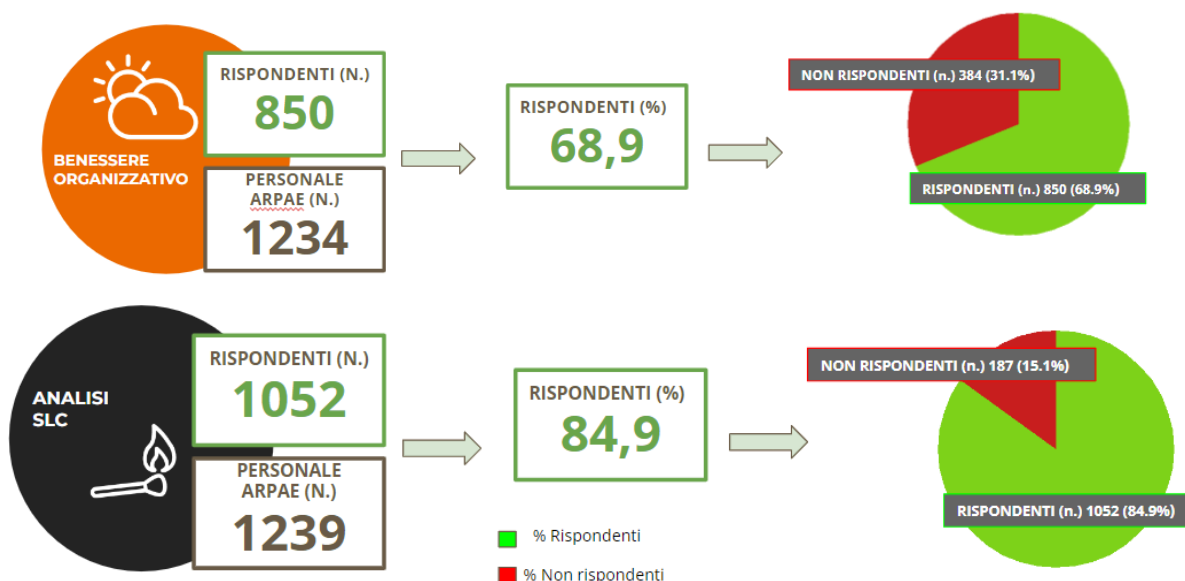 BENESSERE
ORGANIZZATIVO
RISPONDENTI (N.)
850
PERSONALE
ARPAE (N.)
1234
RISPONDENTI (%)
68,9
NON RISPONDENTI (n.) 384 (31.1%)
RISPONDENTI (n.) 850 (68.9%)
ANALISI
SLC
RISPONDENTI (N.)
1052
PERSONALE
ARPAE (N.)
1239
RISPONDENTI (%)
84,9
NON RISPONDENTI (n.) 187 (15.1%)
RISPONDENTI (n.) 1052 (84.9%)
% Rispondenti
% Non rispondenti